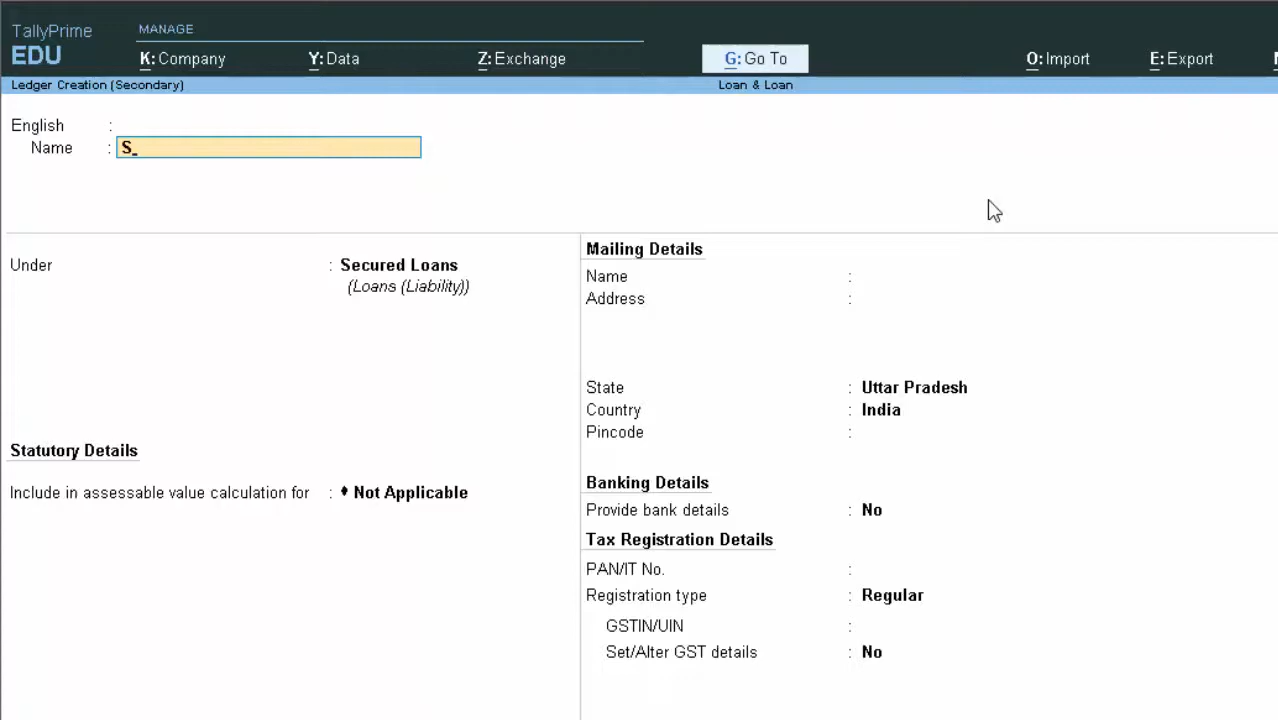 TallyPrime MANAGE
EDU K: Company Y: Data Z: Exchange G: Go To O: Import E: Export
Ledger Creation (Secondary) Loan & Loan
English :
Name : S_
Under : Secured Loans
(Loans (Liability))
Statutory Details
Include in assessable value calculation for : ♦ Not Applicable
Mailing Details
Name :
Address :
State : Uttar Pradesh
Country : India
Pincode :
Banking Details
Provide bank details : No
Tax Registration Details
PAN/IT No. :
Registration type : Regular
GSTIN/UIN :
Set/Alter GST details : No